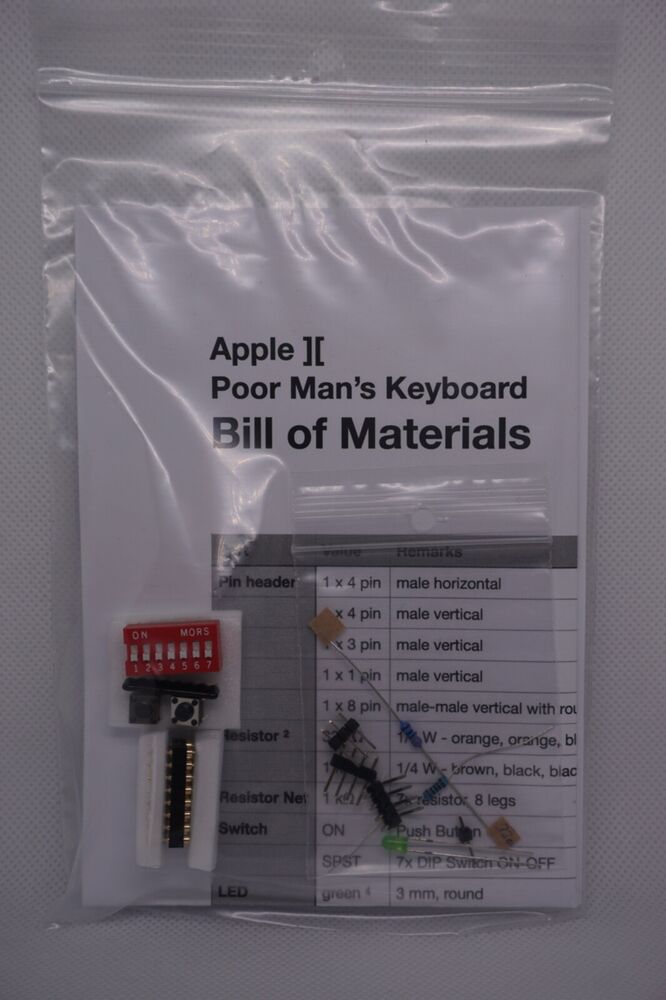 Apple ][
Poor Man's Keyboard
Bill of Materials
Value Remarks
Pin header 1 x 4 pin male horizontal
x 4 pin male vertical
x 3 pin male vertical
1 x 1 pin male vertical
1 x 8 pin male-male vertical with rou
Resistor ² W - orange, orange, bl
1/4 W - brown, black, blac
Resistor Net 1 kΩ 7x resistor, 8 legs
Switch ON Push Button
SPST 7x DIP Switch ON-OFF
LED green ⁴ 3 mm, round
ON MORS
1 2 3 4 5 6 7